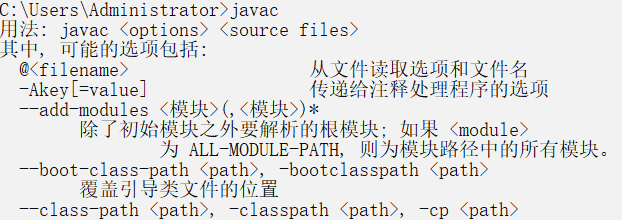 C:\Users\Administrator>javac
用法: javac <options> <source files>
其中, 可能的选项包括:
@<filename> 从文件读取选项和文件名
-Akey[=value] 传递给注释处理程序的选项
--add-modules <模块>(,<模块>)*
除了初始模块之外要解析的根模块; 如果 <module>
为 ALL-MODULE-PATH, 则为模块路径中的所有模块。
--boot-class-path <path>, -bootclasspath <path>
覆盖引导类文件的位置
--class-path <path>, -classpath <path>, -cp <path>